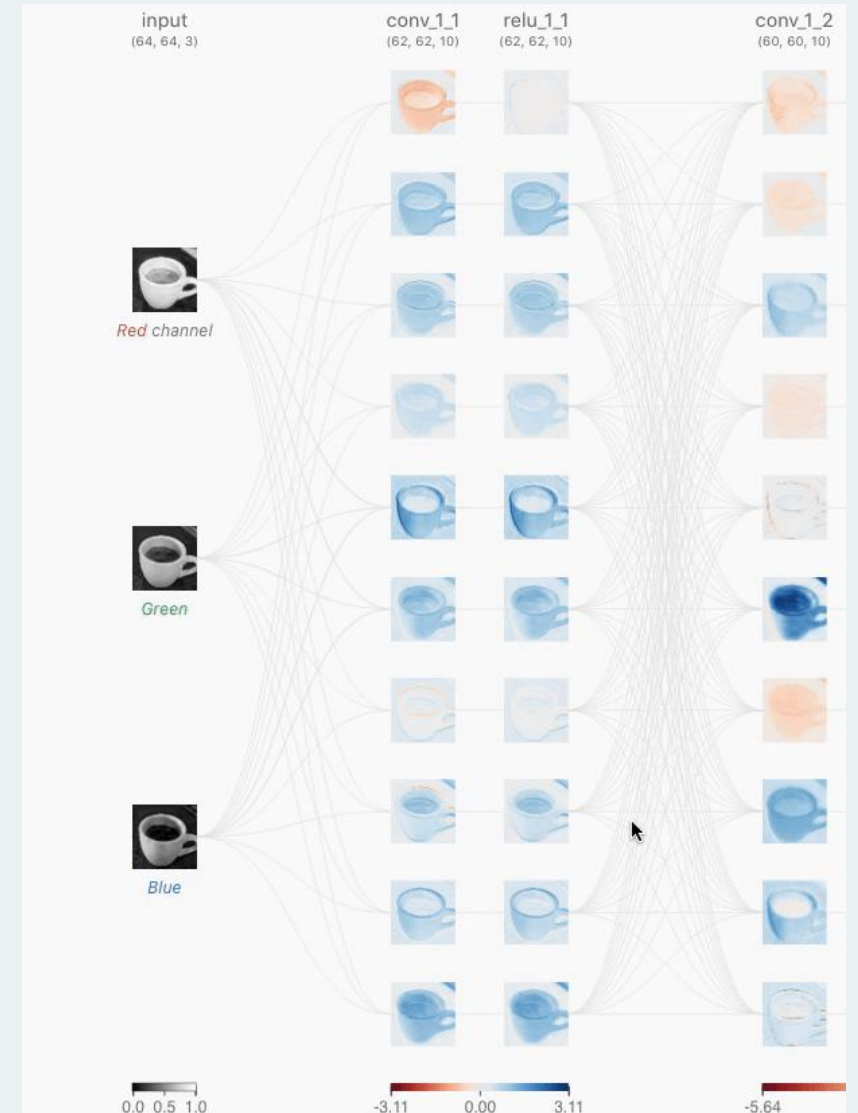 input
(64, 64, 3)
conv_1_1
(62, 62, 10)
relu_1_1
(62, 62, 10)
conv_1_2
(60, 60, 10)
Red channel
Green
Blue
0.0 0.5 1.0
-3.11 0.00 3.11
-5.64